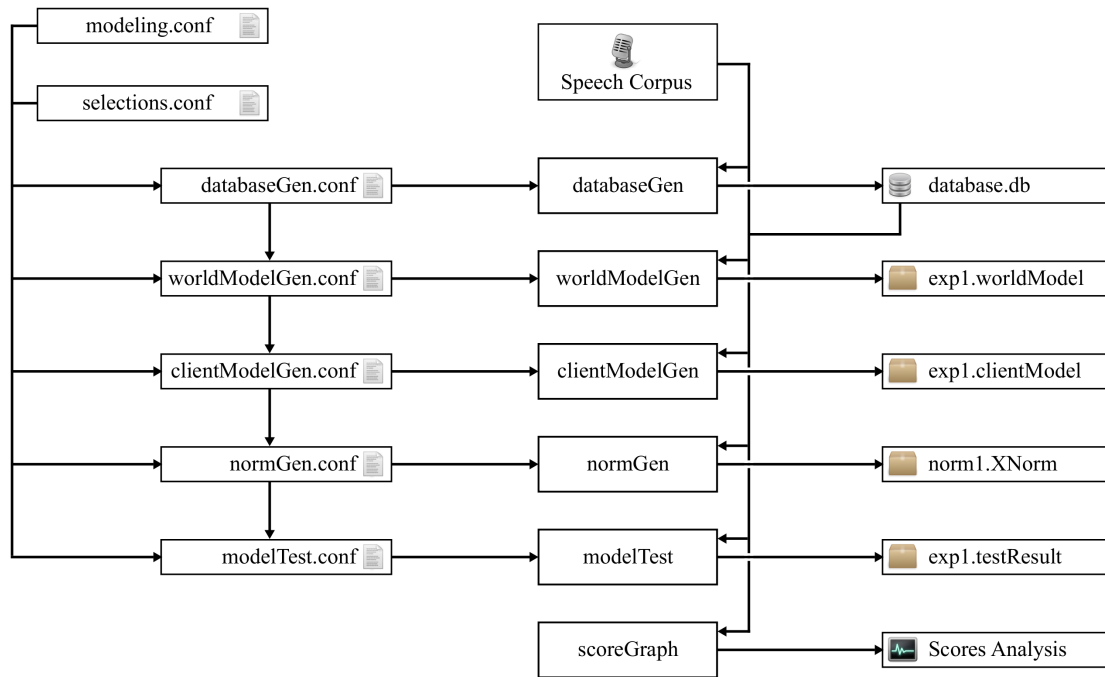 modeling.conf
Speech Corpus
selections.conf
databaseGen.conf
databaseGen
database.db
worldModelGen.conf
worldModelGen
exp1.worldModel
clientModelGen.conf
clientModelGen
exp1.clientModel
normGen.conf
normGen
norm1.XNorm
modelTest.conf
modelTest
exp1.testResult
scoreGraph
Scores Analysis